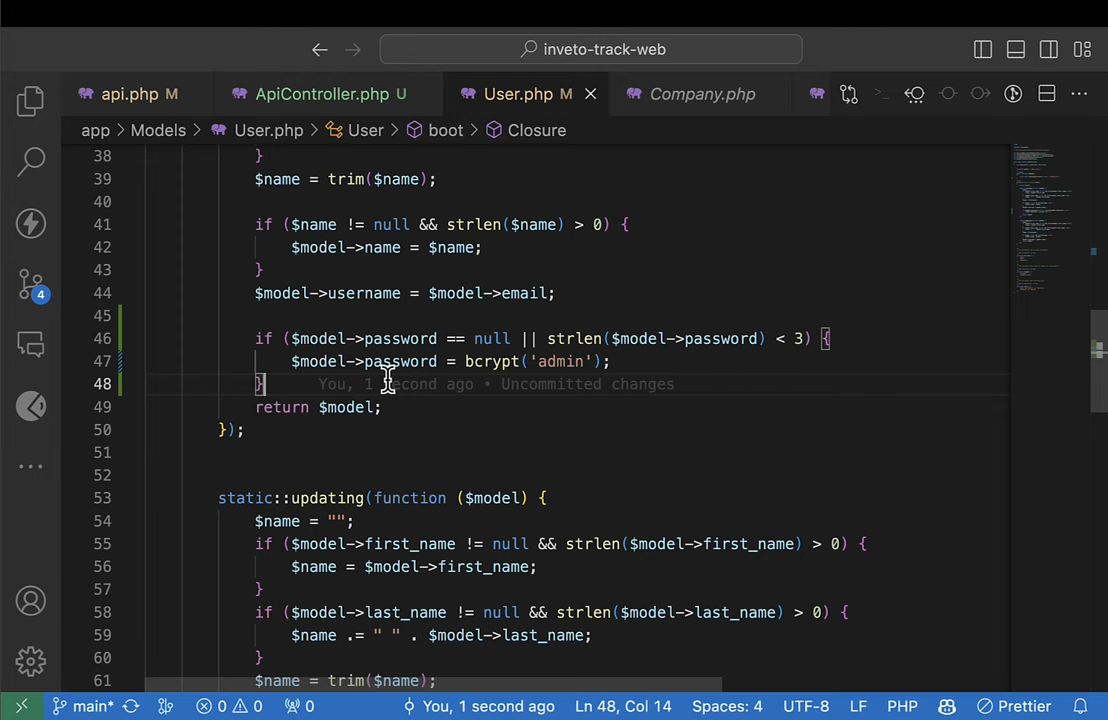 inveto-track-web
api.php M
ApiController.php U
User.php M
Company.php
app > Models > User.php > User > boot > Closure
38 }
39 $name = trim($name);
40
41 if ($name != null && strlen($name) > 0) {
42 $model->name = $name;
43 }
44 $model->username = $model->email;
45
46 if ($model->password == null || strlen($model->password) < 3) {
47 $model->password = bcrypt('admin');
48 } You, 1 second ago • Uncommitted changes
49 return $model;
50 });
51
52
53 static::updating(function ($model) {
54 $name = "";
55 if ($model->first_name != null && strlen($model->first_name) > 0) {
56 $name = $model->first_name;
57 }
58 if ($model->last_name != null && strlen($model->last_name) > 0) {
59 $name .= " " . $model->last_name;
60 }
61 $name = trim($name);
4
main* 0 0 0 You, 1 second ago Ln 48, Col 14 Spaces: 4 UTF-8 LF PHP Prettier